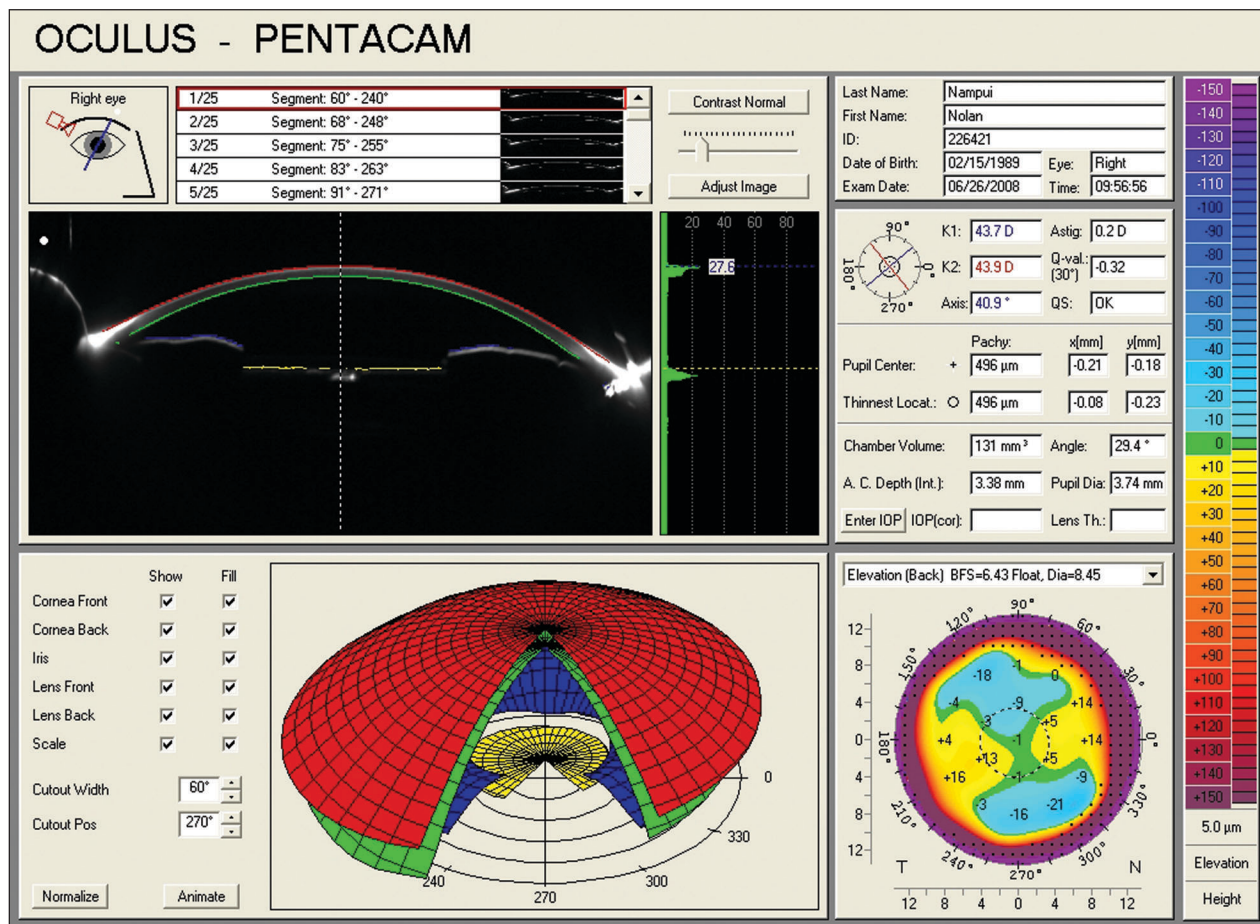 OCULUS - PENTACAM
Right eye
1/25 Segment: 60° - 240°
2/25 Segment: 68° - 248°
3/25 Segment: 75° - 255°
4/25 Segment: 83° - 263°
5/25 Segment: 91° - 271°
Contrast Normal
Adjust Image
20 40 60 80
27.6
Last Name: Nampui
First Name: Nolan
ID: 226421
Date of Birth: 02/15/1989 Eye: Right
Exam Date: 06/26/2008 Time: 09:56:56
90°
180°
0°
270°
K1: 43.7 D Astig: 0.2 D
K2: 43.9 D Q-val.: (30°) -0.32
Axis: 40.9 ° QS: OK
Pachy: x[mm] y[mm]
Pupil Center: + 496 µm -0.21 -0.18
Thinnest Locat.: O 496 µm -0.08 -0.23
Chamber Volume: 131 mm³ Angle: 29.4 °
A. C. Depth (Int.): 3.38 mm Pupil Dia: 3.74 mm
Enter IOP IOP(cor): Lens Th.:
Show Fill
Cornea Front
Cornea Back
Iris
Lens Front
Lens Back
Scale
Cutout Width 60°
Cutout Pos 270°
Normalize Animate
240
270
300
330
0
Elevation (Back) BFS=6.43 Float, Dia=8.45
90°
120° 60°
150° 30°
180° 0°
210° 330°
240° 300°
270°
12
8
4
0
4
8
12
-18 -1 0
-4 -9 +14
-3 +5
+4 -1 +14
+13 +5
+16 -1 -9
-3 -16 -21
T N
12 8 4 0 4 8 12
-150
-140
-130
-120
-110
-100
-90
-80
-70
-60
-50
-40
-30
-20
-10
0
+10
+20
+30
+40
+50
+60
+70
+80
+90
+100
+110
+120
+130
+140
+150
5.0 µm
Elevation
Height